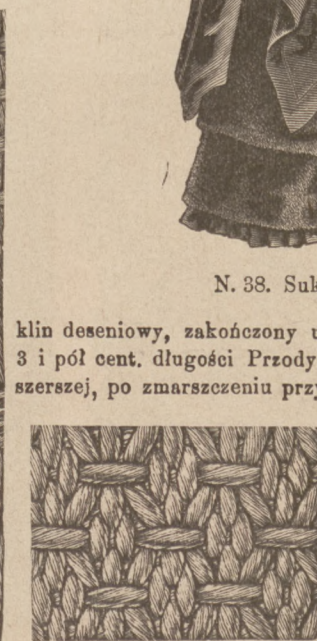 N. 38. Suk
klin deseniowy, zakończony u
3 i pół cent. długości Przody
szerszej, po zmarszczeniu przy